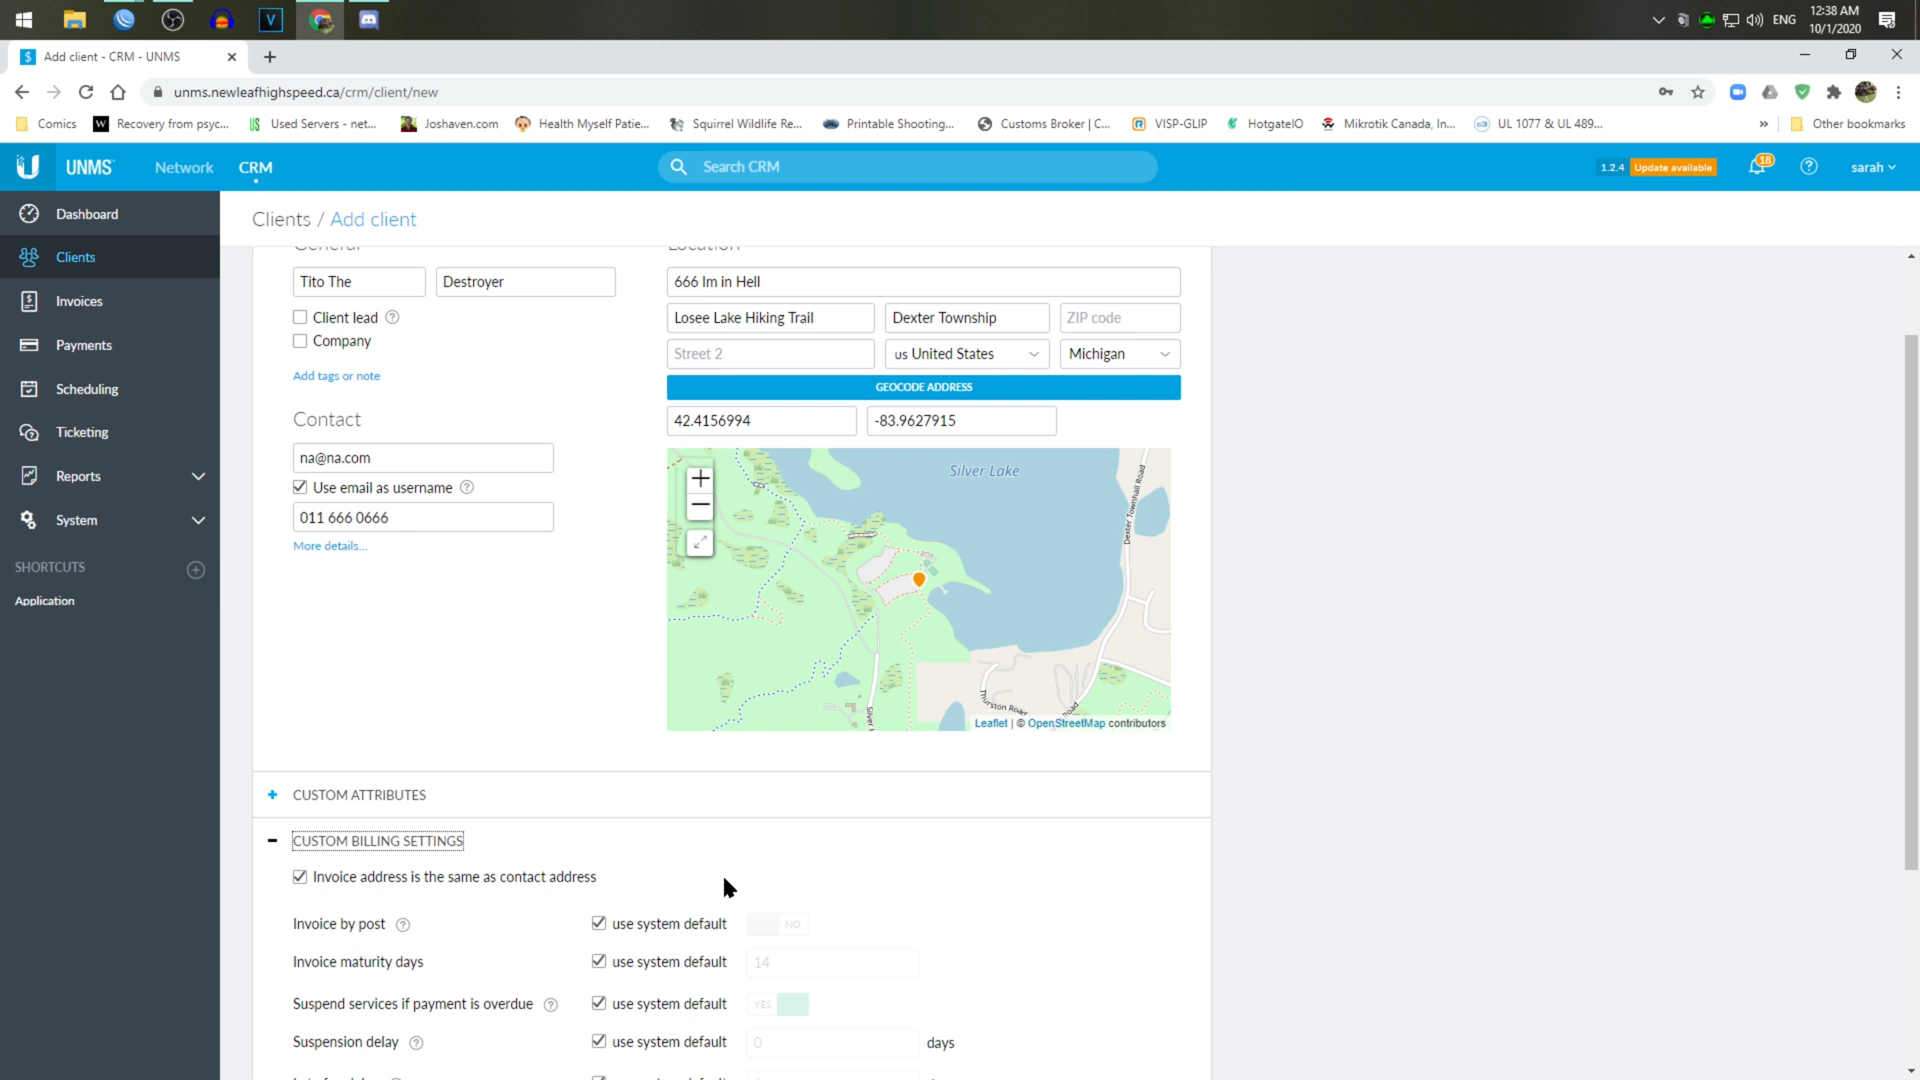 ENG
12:38 AM
10/1/2020
Add client - CRM - UNMS
unms.newleafhighspeed.ca/crm/client/new
Comics
Recovery from psyc...
Used Servers - net...
Joshaven.com
Health Myself Patie...
Squirrel Wildlife Re...
Printable Shooting...
Customs Broker | C...
VISP-GLIP
HotgateIO
Mikrotik Canada, In...
UL 1077 & UL 489...
»
Other bookmarks
UNMS
Network
CRM
Search CRM
1.2.4
Update available
18
sarah
Dashboard
Clients
Invoices
Payments
Scheduling
Ticketing
Reports
System
SHORTCUTS
Application
Clients / Add client
General
Location
Tito The
Destroyer
666 Im in Hell
Client lead
Losee Lake Hiking Trail
Dexter Township
ZIP code
Company
Street 2
us United States
Michigan
Add tags or note
GEOCODE ADDRESS
Contact
42.4156994
-83.9627915
na@na.com
Use email as username
011 666 0666
More details...
Silver Lake
Dexter Townhall Road
Thurston Road
Leaflet | © OpenStreetMap contributors
CUSTOM ATTRIBUTES
CUSTOM BILLING SETTINGS
Invoice address is the same as contact address
Invoice by post
use system default
NO
Invoice maturity days
use system default
14
Suspend services if payment is overdue
use system default
YES
Suspension delay
use system default
0
days